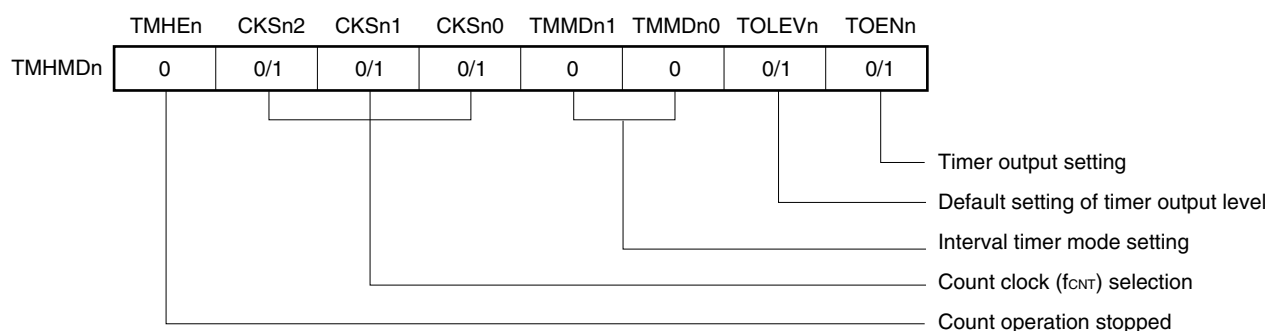 TMHEn CKSn2 CKSn1 CKSn0 TMMDn1 TMMDn0 TOLEVn TOENn
TMHMDn 0 0/1 0/1 0/1 0 0 0/1 0/1
Timer output setting
Default setting of timer output level
Interval timer mode setting
Count clock (fCNT) selection
Count operation stopped